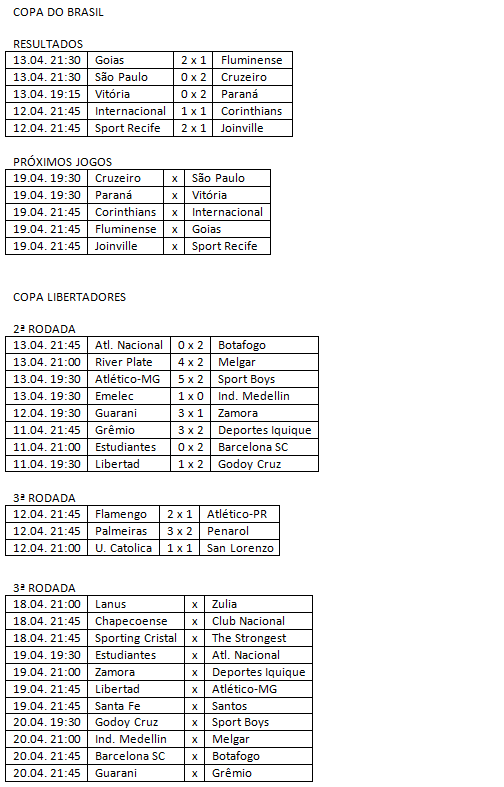 COPA DO BRASIL
RESULTADOS
13.04. 21:30 Goias 2 x 1 Fluminense
13.04. 21:30 São Paulo 0 x 2 Cruzeiro
13.04. 19:15 Vitória 0 x 2 Paraná
12.04. 21:45 Internacional 1 x 1 Corinthians
12.04. 21:45 Sport Recife 2 x 1 Joinville
PRÓXIMOS JOGOS
19.04. 19:30 Cruzeiro x São Paulo
19.04. 19:30 Paraná x Vitória
19.04. 21:45 Corinthians x Internacional
19.04. 21:45 Fluminense x Goias
19.04. 21:45 Joinville x Sport Recife
COPA LIBERTADORES
2ª RODADA
13.04. 21:45 Atl. Nacional 0 x 2 Botafogo
13.04. 21:00 River Plate 4 x 2 Melgar
13.04. 19:30 Atlético-MG 5 x 2 Sport Boys
13.04. 19:30 Emelec 1 x 0 Ind. Medellin
12.04. 19:30 Guarani 3 x 1 Zamora
11.04. 21:45 Grêmio 3 x 2 Deportes Iquique
11.04. 21:00 Estudiantes 0 x 2 Barcelona SC
11.04. 19:30 Libertad 1 x 2 Godoy Cruz
3ª RODADA
12.04. 21:45 Flamengo 2 x 1 Atlético-PR
12.04. 21:45 Palmeiras 3 x 2 Penarol
12.04. 21:00 U. Catolica 1 x 1 San Lorenzo
3ª RODADA
18.04. 21:00 Lanus x Zulia
18.04. 21:45 Chapecoense x Club Nacional
18.04. 21:45 Sporting Cristal x The Strongest
19.04. 19:30 Estudiantes x Atl. Nacional
19.04. 21:00 Zamora x Deportes Iquique
19.04. 21:45 Libertad x Atlético-MG
19.04. 21:45 Santa Fe x Santos
20.04. 19:30 Godoy Cruz x Sport Boys
20.04. 21:00 Ind. Medellin x Melgar
20.04. 21:45 Barcelona SC x Botafogo
20.04. 21:45 Guarani x Grêmio